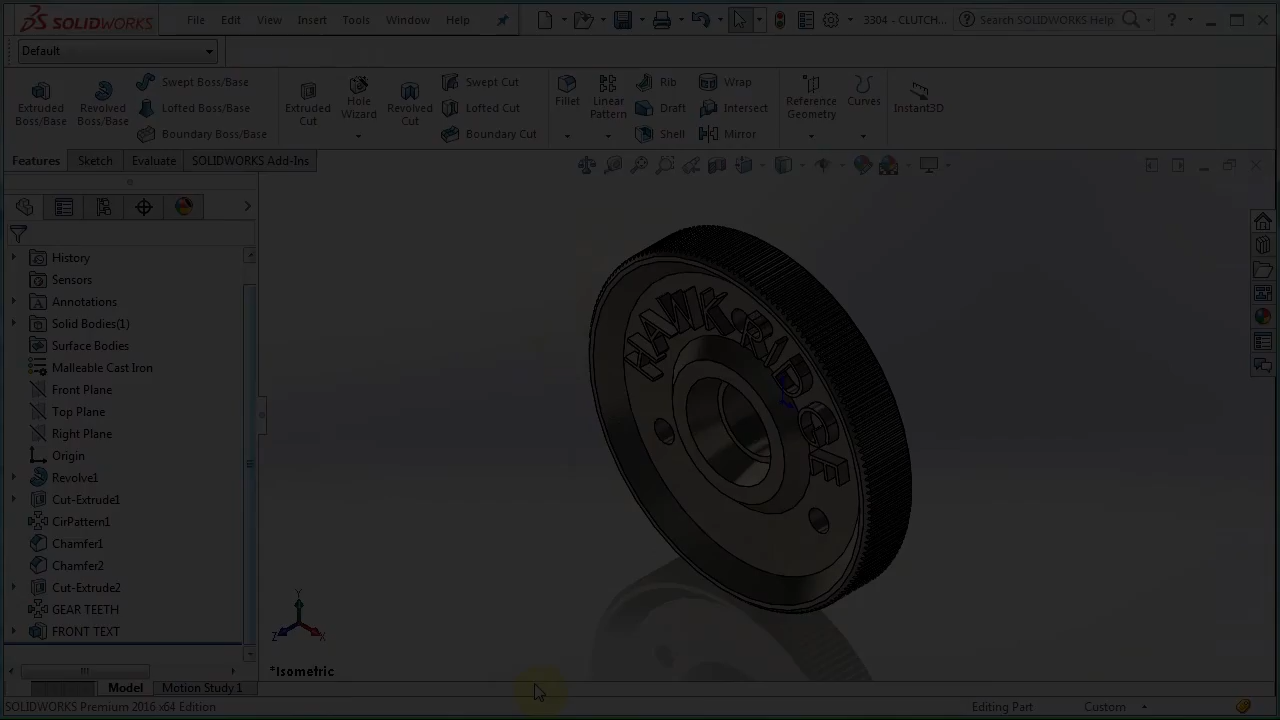 SOLIDWORKS File Edit View Insert Tools Window Help 3304 - CLUTCH... Search SOLIDWORKS Help ?
Default
Extruded Boss/Base
Revolved Boss/Base
Swept Boss/Base
Lofted Boss/Base
Boundary Boss/Base
Extruded Cut
Hole Wizard
Revolved Cut
Swept Cut
Lofted Cut
Boundary Cut
Fillet
Linear Pattern
Rib
Draft
Shell
Wrap
Intersect
Mirror
Reference Geometry
Curves
Instant3D
Features Sketch Evaluate SOLIDWORKS Add-Ins
History
Sensors
Annotations
Solid Bodies(1)
Surface Bodies
Malleable Cast Iron
Front Plane
Top Plane
Right Plane
Origin
Revolve1
Cut-Extrude1
CirPattern1
Chamfer1
Chamfer2
Cut-Extrude2
GEAR TEETH
FRONT TEXT
HAWK RIDGE
Y
Z X
*Isometric
Model Motion Study 1
SOLIDWORKS Premium 2016 x64 Edition Editing Part Custom